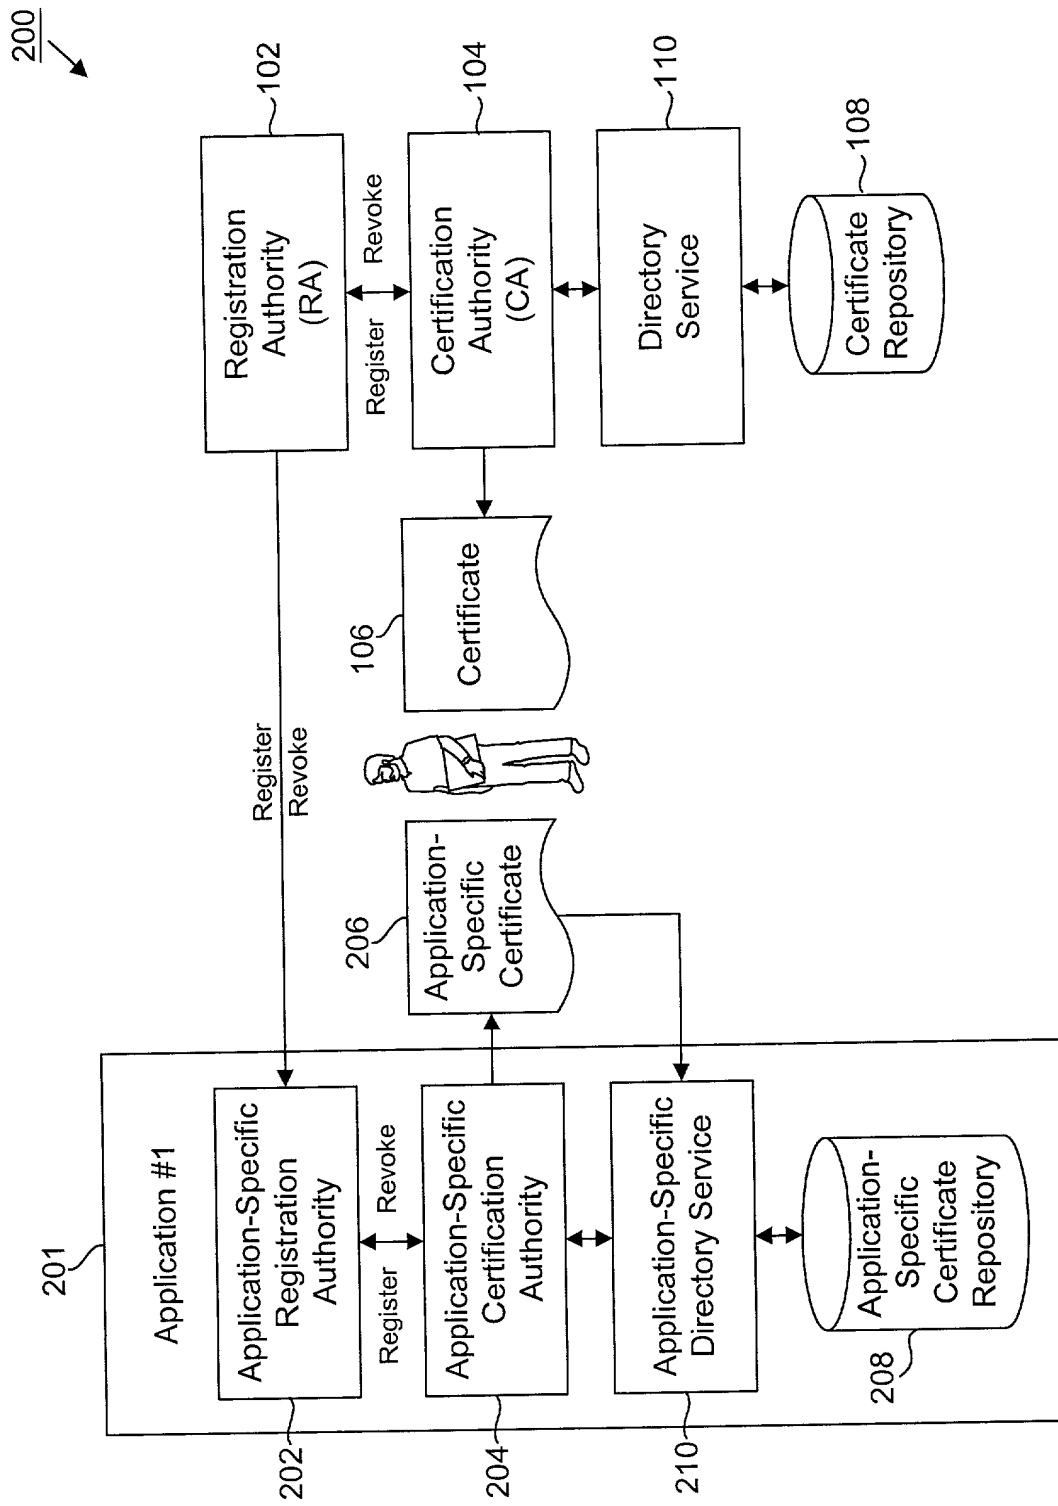 200
201
Application #1
Application-Specific
Registration
Authority
202
Register
Revoke
Application-Specific
Certification
Authority
204
Application-Specific
Directory Service
210
Application-
Specific
Certificate
Repository
208
Register
Revoke
206
Application-
Specific
Certificate
106
Certificate
Registration
Authority
(RA)
102
Register
Revoke
Certification
Authority
(CA)
104
Directory
Service
110
Certificate
Repository
108